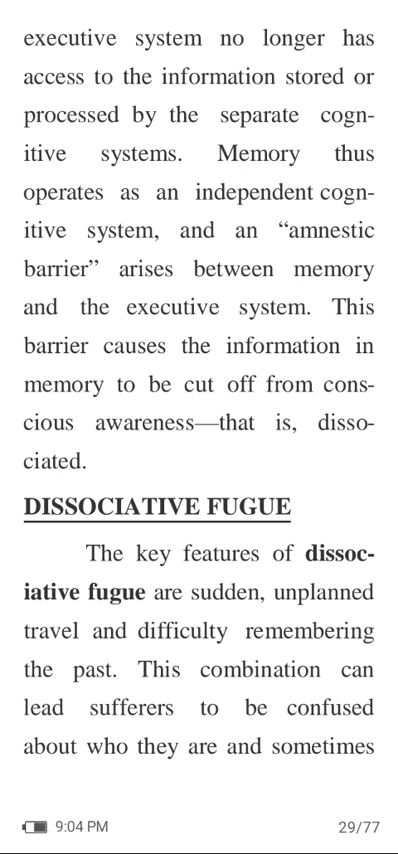 executive system no longer has
access to the information stored or
processed by the separate cogn-
itive systems. Memory thus
operates as an independent cogn-
itive system, and an “amnestic
barrier” arises between memory
and the executive system. This
barrier causes the information in
memory to be cut off from cons-
cious awareness—that is, disso-
ciated.
DISSOCIATIVE FUGUE
The key features of dissoc-
iative fugue are sudden, unplanned
travel and difficulty remembering
the past. This combination can
lead sufferers to be confused
about who they are and sometimes
9:04 PM 29/77